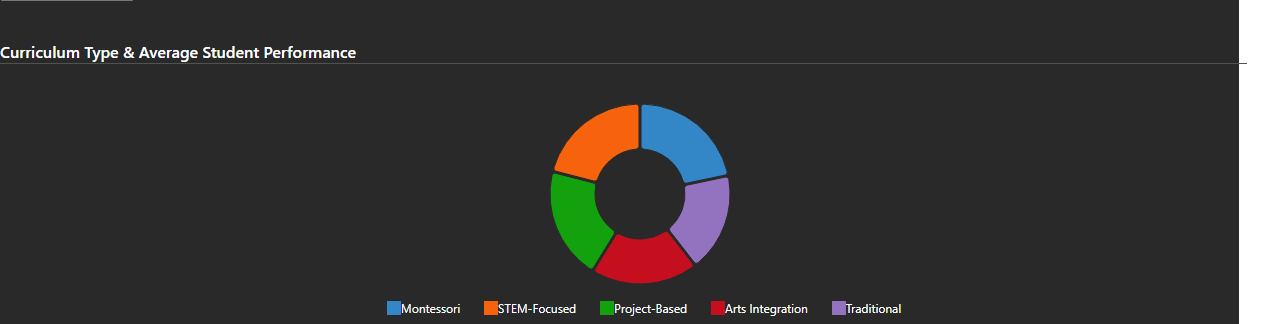 Curriculum Type & Average Student Performance
Montessori STEM-Focused Project-Based Arts Integration Traditional